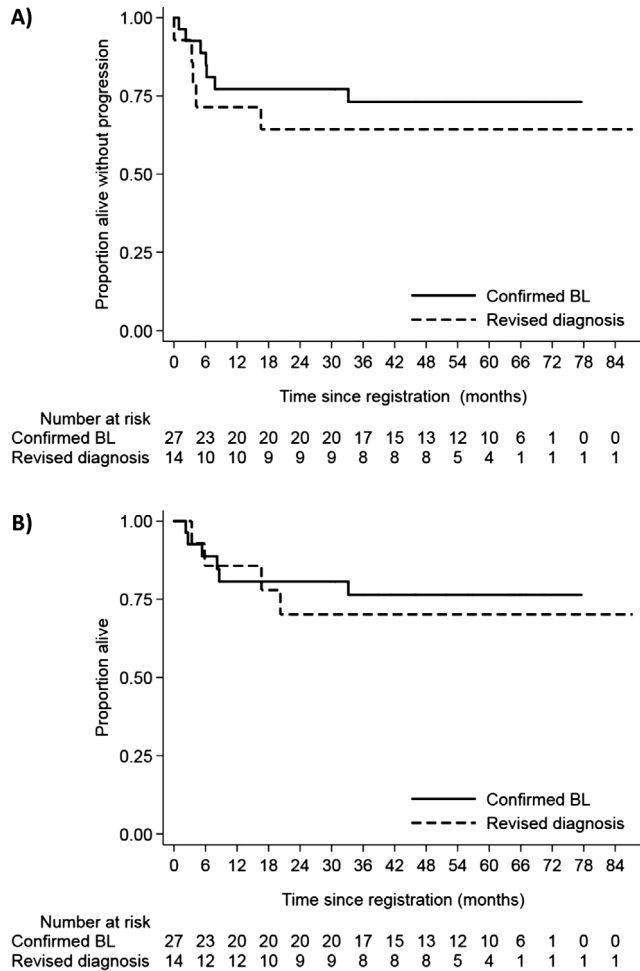 A)
Proportion alive without progression
1.00
0.75
0.50
0.25
0.00
Confirmed BL
Revised diagnosis
0 6 12 18 24 30 36 42 48 54 60 66 72 78 84
Time since registration (months)
Number at risk
Confirmed BL 27 23 20 20 20 20 17 15 13 12 10 6 1 0 0
Revised diagnosis 14 10 10 9 9 9 8 8 8 5 4 1 1 1 1
B)
Proportion alive
1.00
0.75
0.50
0.25
0.00
Confirmed BL
Revised diagnosis
0 6 12 18 24 30 36 42 48 54 60 66 72 78 84
Time since registration (months)
Number at risk
Confirmed BL 27 23 20 20 20 20 17 15 13 12 10 6 1 0 0
Revised diagnosis 14 12 12 10 9 9 8 8 8 5 4 1 1 1 1